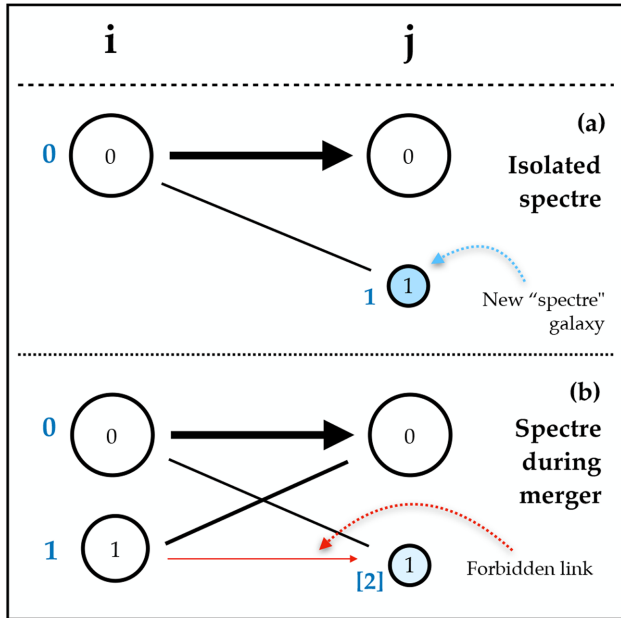 i j
(a)
0 0 0
Isolated
spectre
1 1
New “spectre"
galaxy
(b)
0 0 0
Spectre
during
merger
1 1
[2] 1
Forbidden link